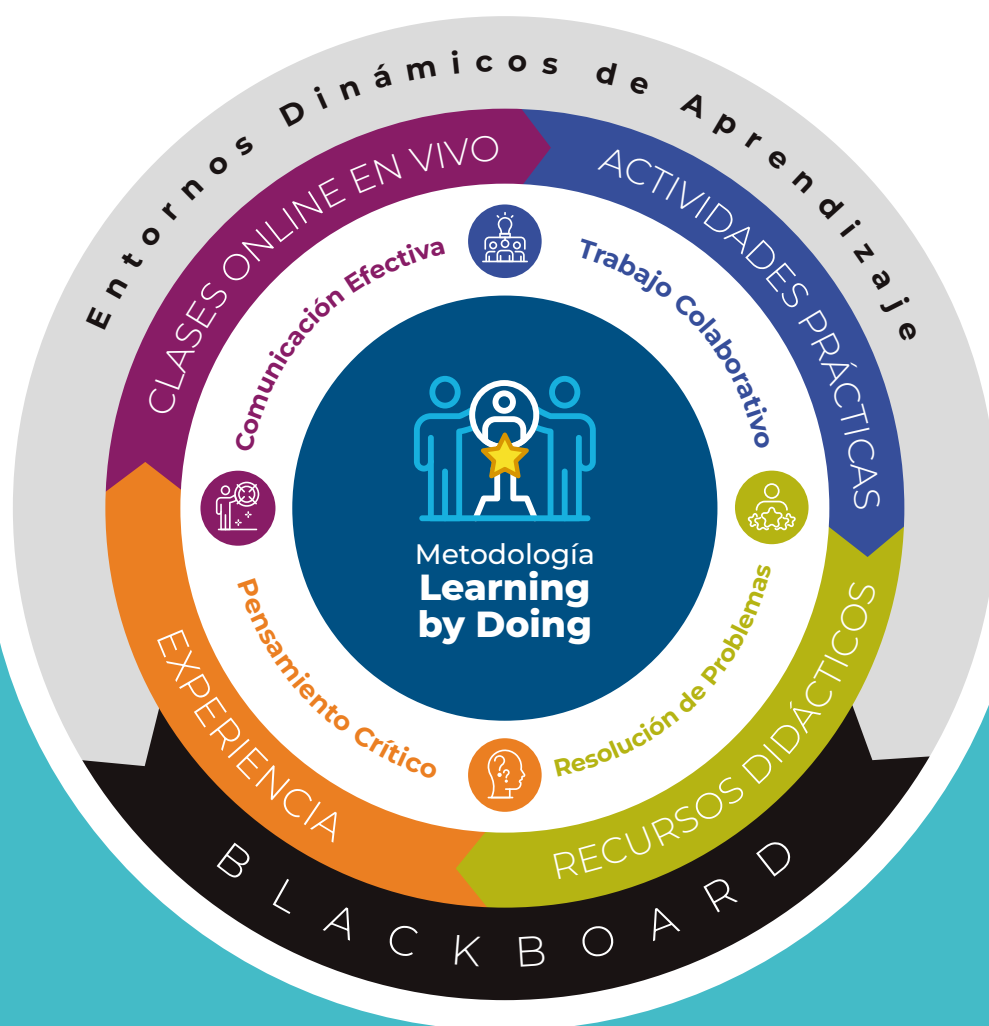 Entornos Dinámicos de Aprendizaje
CLASES ONLINE EN VIVO
ACTIVIDADES PRÁCTICAS
RECURSOS DIDÁCTICOS
EXPERIENCIA
Comunicación Efectiva
Trabajo Colaborativo
Resolución de Problemas
Pensamiento Crítico
Metodología
Learning
by Doing
BLACKBOARD